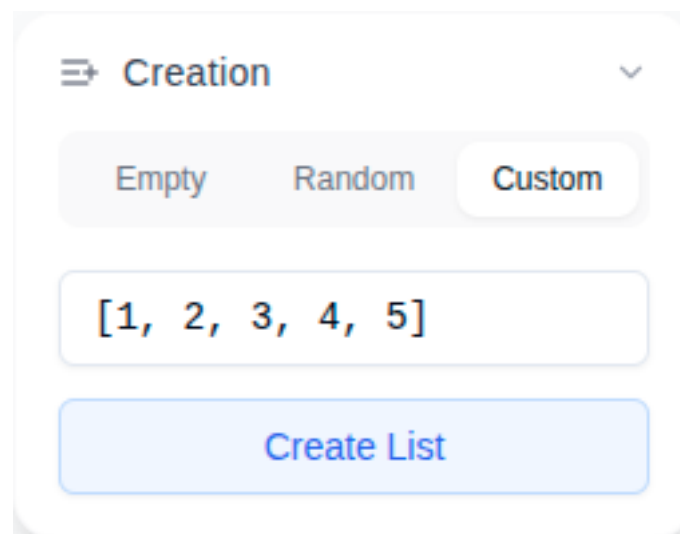 Creation
Empty Random Custom
[1, 2, 3, 4, 5]
Create List